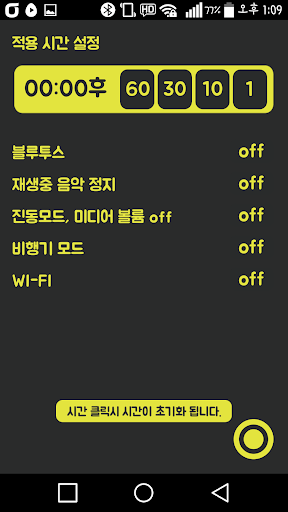 HD 77% 오후 1:09
적용 시간 설정
00:00후 60 30 10 1
블루투스 off
재생중 음악 정지 off
진동모드, 미디어 볼륨 off off
비행기 모드 off
WI-FI off
시간 클릭시 시간이 초기화 됩니다.